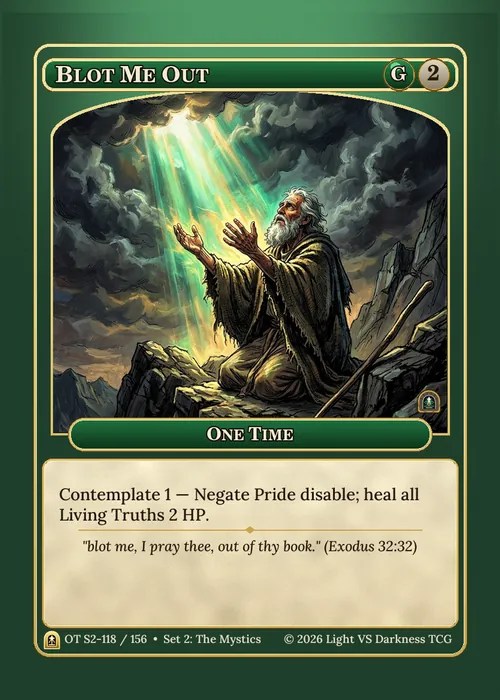 Blot Me Out
G 2
One Time
Contemplate 1 — Negate Pride disable; heal all
Living Truths 2 HP.
"blot me, I pray thee, out of thy book." (Exodus 32:32)
OT S2-118 / 156 • Set 2: The Mystics © 2026 Light VS Darkness TCG